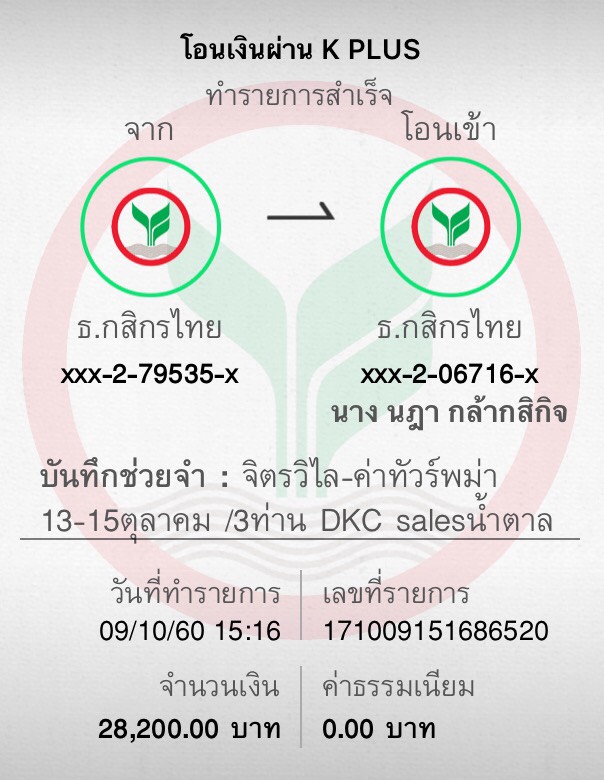 โอนเงินผ่าน K PLUS
ทำรายการสำเร็จ
จาก
โอนเข้า
ธ.กสิกรไทย
xxx-2-79535-x
ธ.กสิกรไทย
xxx-2-06716-x
นาง นฎา กล้ากสิกิจ
บันทึกช่วยจำ : จิตรวิไล-ค่าทัวร์พม่า
13-15ตุลาคม /3ท่าน DKC salesน้ำตาล
วันที่ทำรายการ
09/10/60 15:16
เลขที่รายการ
171009151686520
จำนวนเงิน
28,200.00 บาท
ค่าธรรมเนียม
0.00 บาท